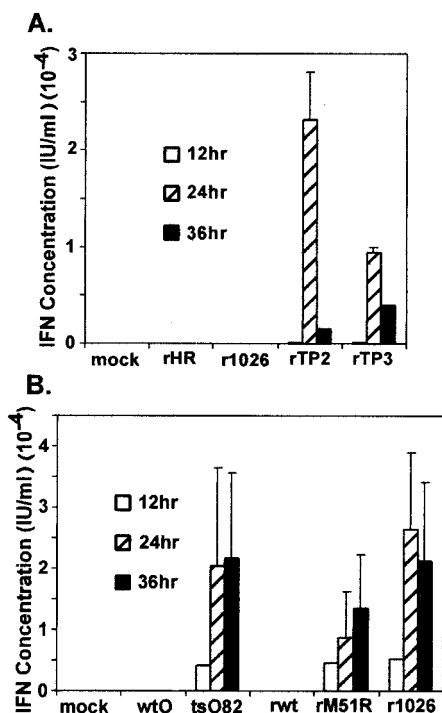 A.
IFN Concentration (IU/ml) (10⁻⁴)
3
2
1
0
12hr
24hr
36hr
mock rHR r1026 rTP2 rTP3
B.
IFN Concentration (IU/ml) (10⁻⁴)
4
3
2
1
0
12hr
24hr
36hr
mock wtO tsO82 rwt rM51R r1026